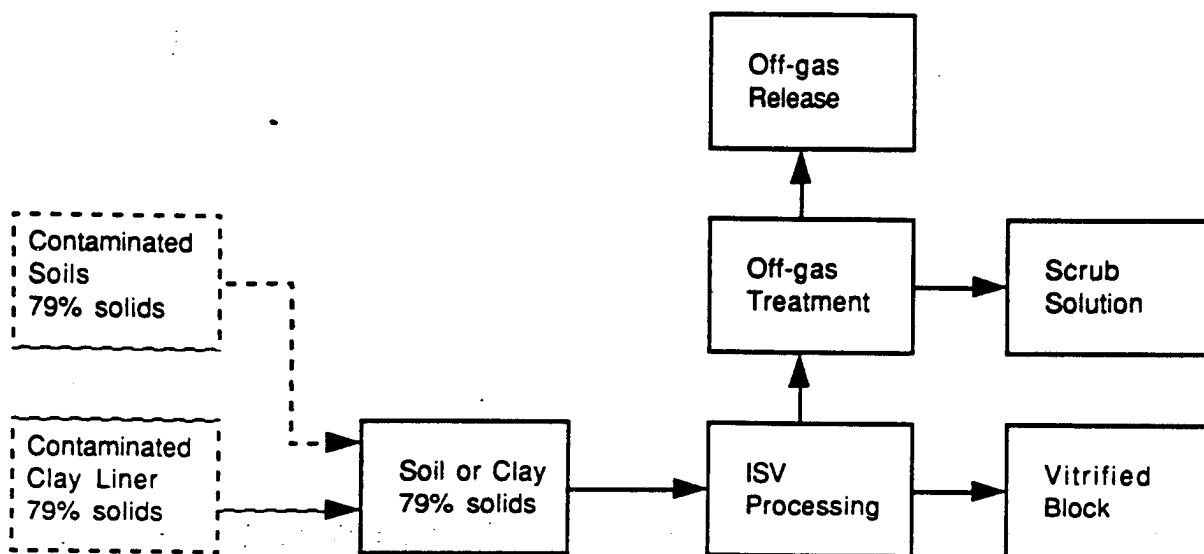 Off-gas
Release
Contaminated
Soils
79% solids
Off-gas
Treatment
Scrub
Solution
Contaminated
Clay Liner
79% solids
Soil or Clay
79% solids
ISV
Processing
Vitrified
Block